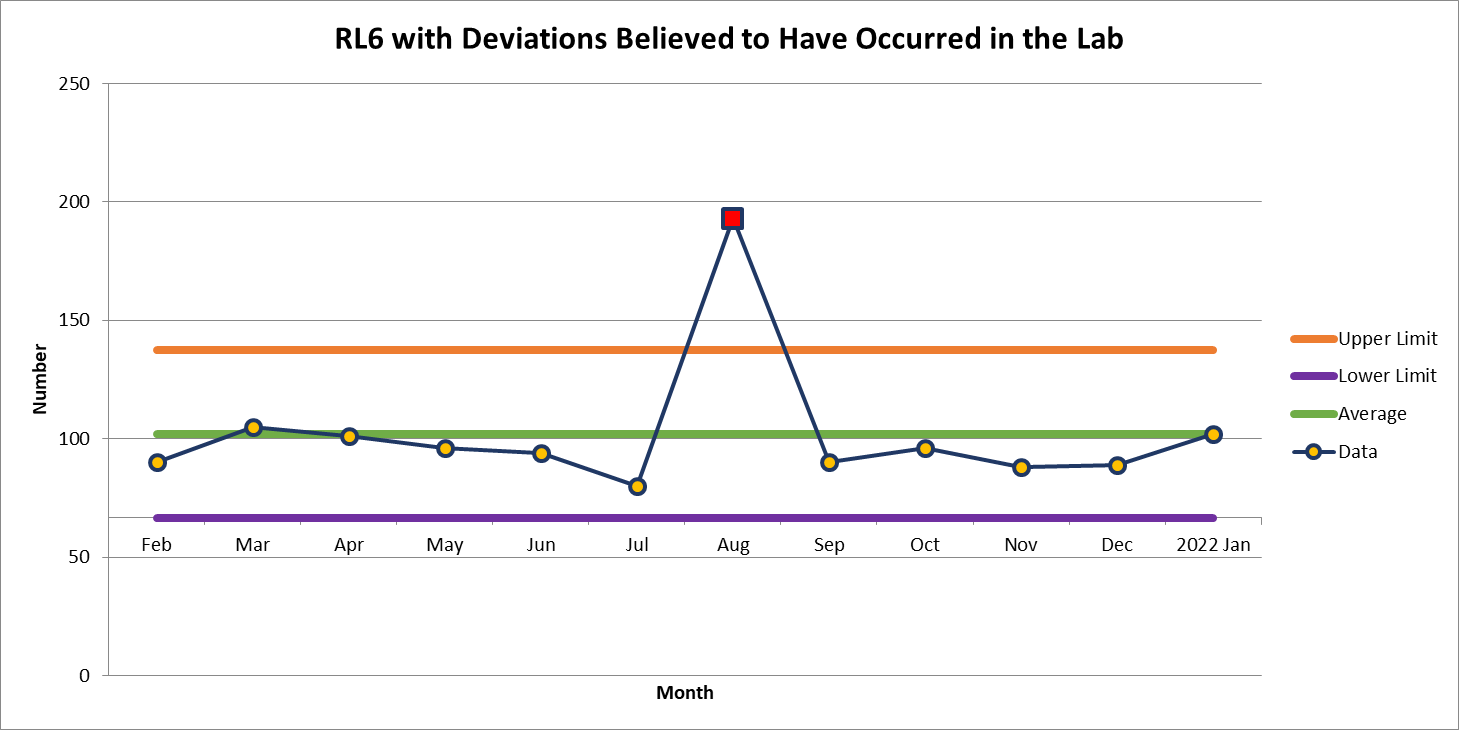 RL6 with Deviations Believed to Have Occurred in the Lab
250
200
150
100
50
0
Number
Feb Mar Apr May Jun Jul Aug Sep Oct Nov Dec 2022 Jan
Month
Upper Limit
Lower Limit
Average
Data